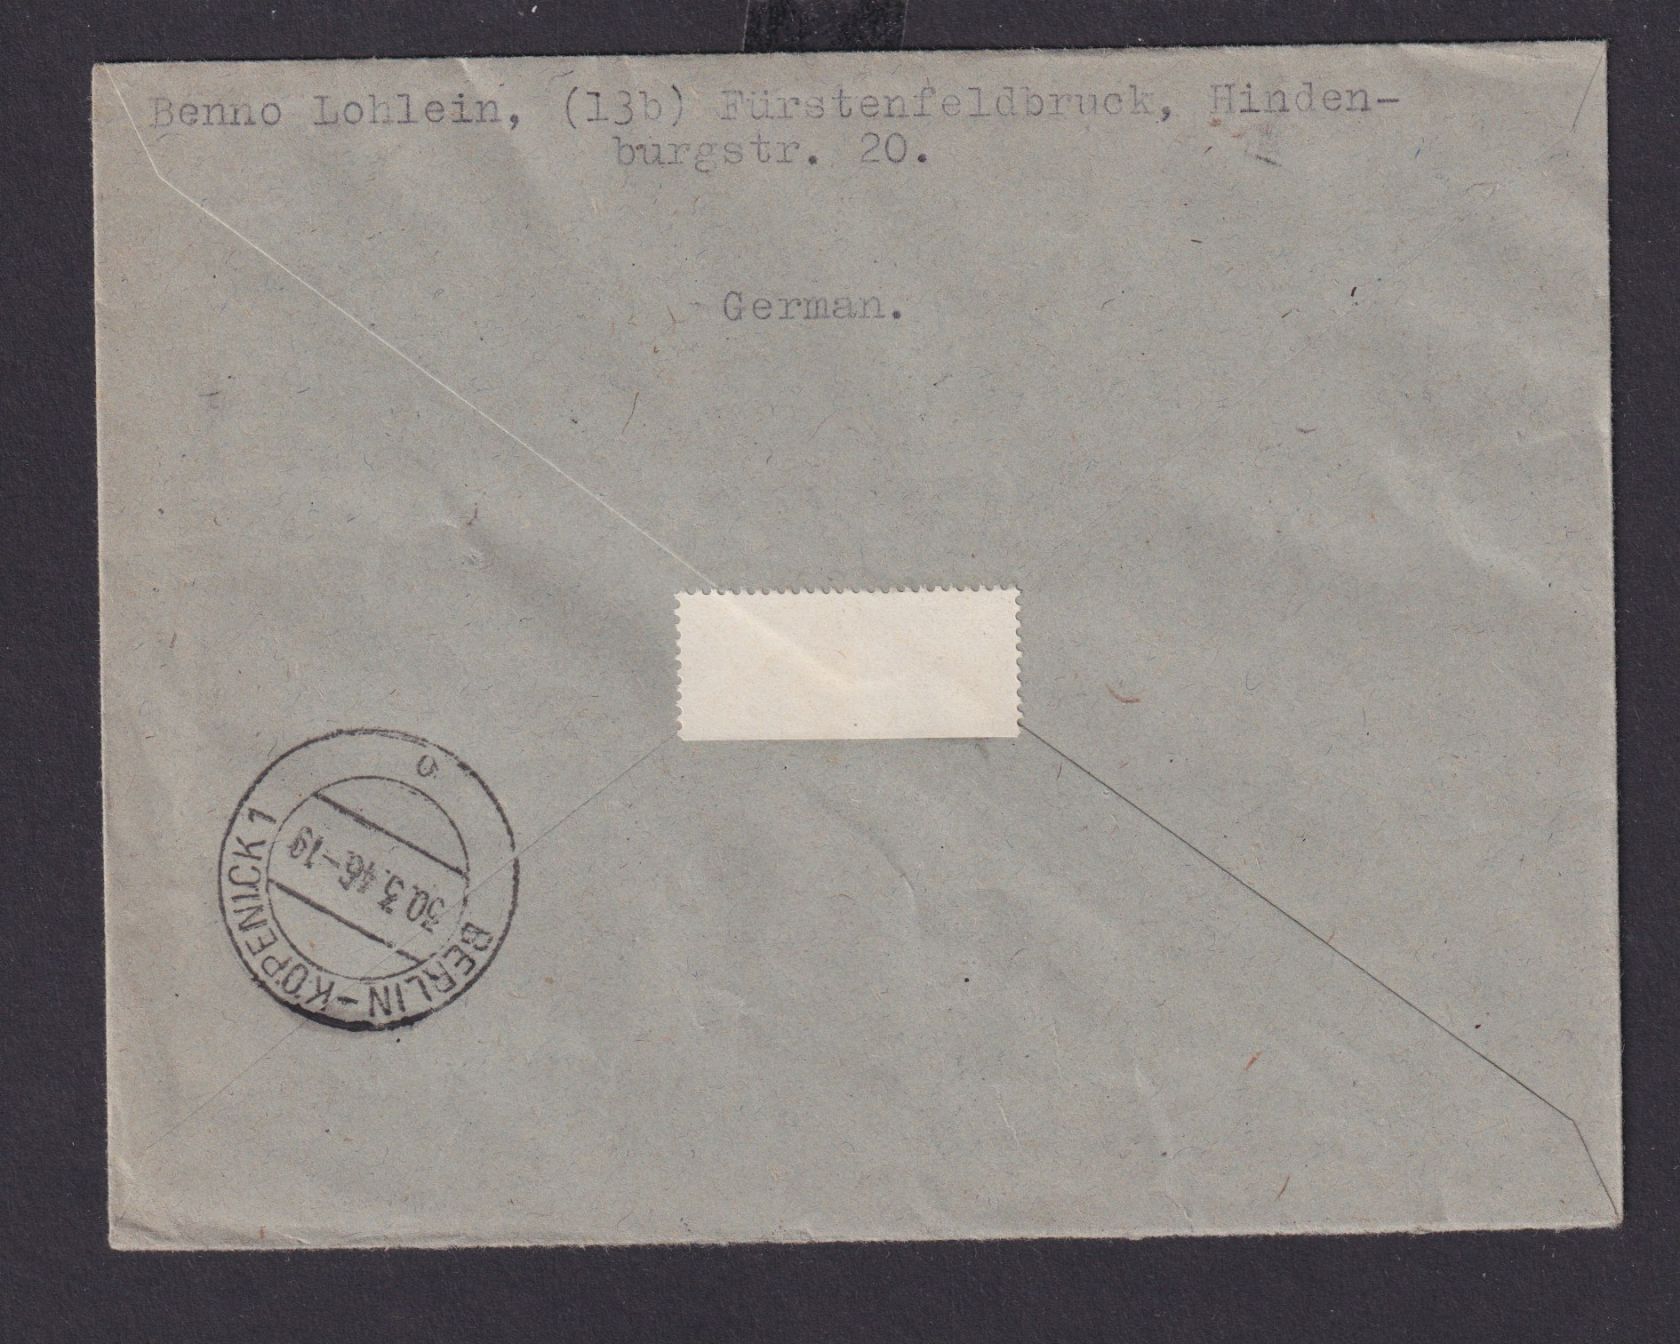 Benno Lohlein, (13b) Fürstenfeldbruck, Hinden-
burgstr. 20.
German.
BERLIN-KÖPENICK 1
30.3.46.-19